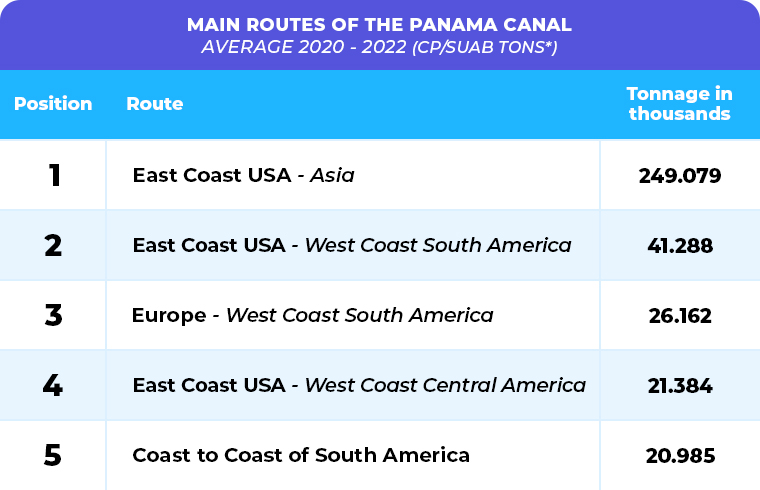 MAIN ROUTES OF THE PANAMA CANAL
AVERAGE 2020 - 2022 (CP/SUAB TONS*)
Position Route Tonnage in thousands
1 East Coast USA - Asia 249.079
2 East Coast USA - West Coast South America 41.288
3 Europe - West Coast South America 26.162
4 East Coast USA - West Coast Central America 21.384
5 Coast to Coast of South America 20.985